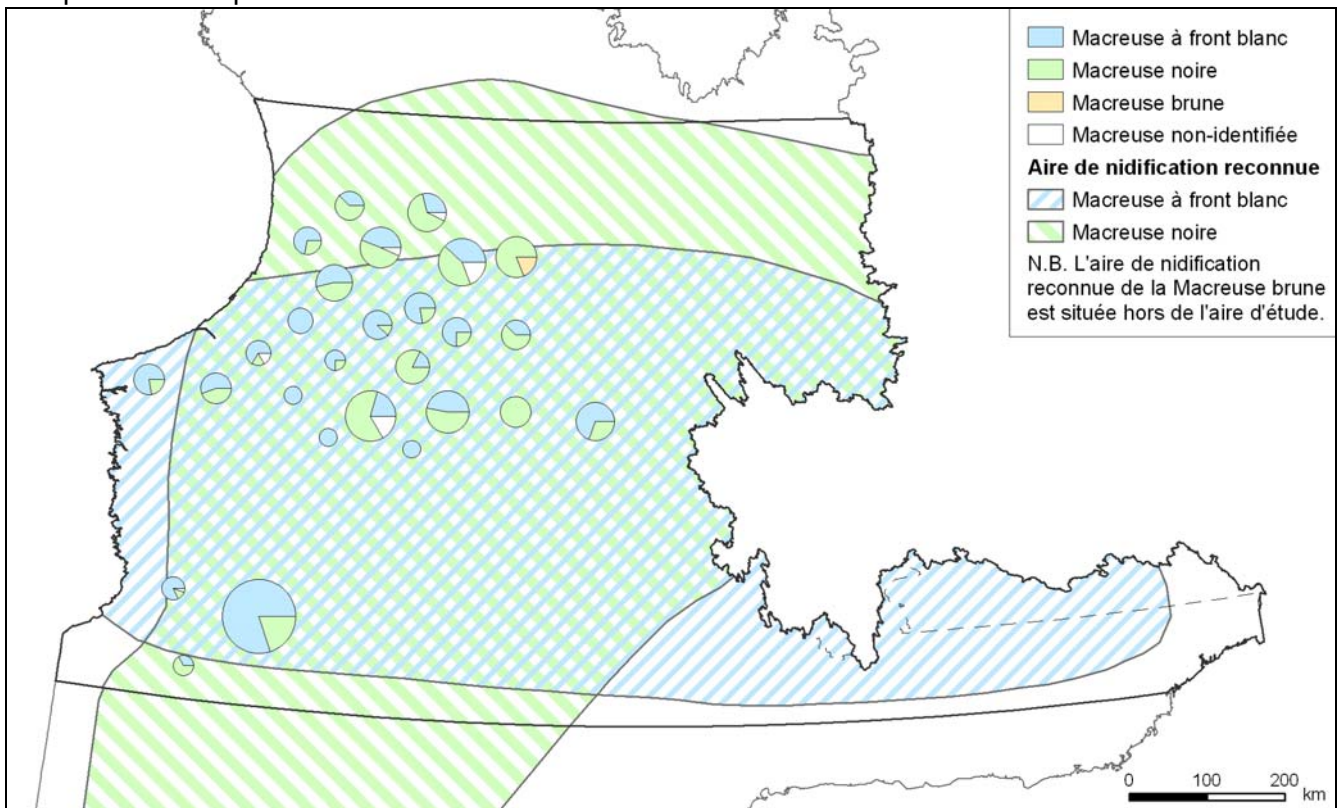 Macreuse à front blanc
Macreuse noire
Macreuse brune
Macreuse non-identifiée
Aire de nidification reconnue
Macreuse à front blanc
Macreuse noire
N.B. L'aire de nidification
reconnue de la Macreuse brune
est située hors de l'aire d'étude.
0 100 200
km